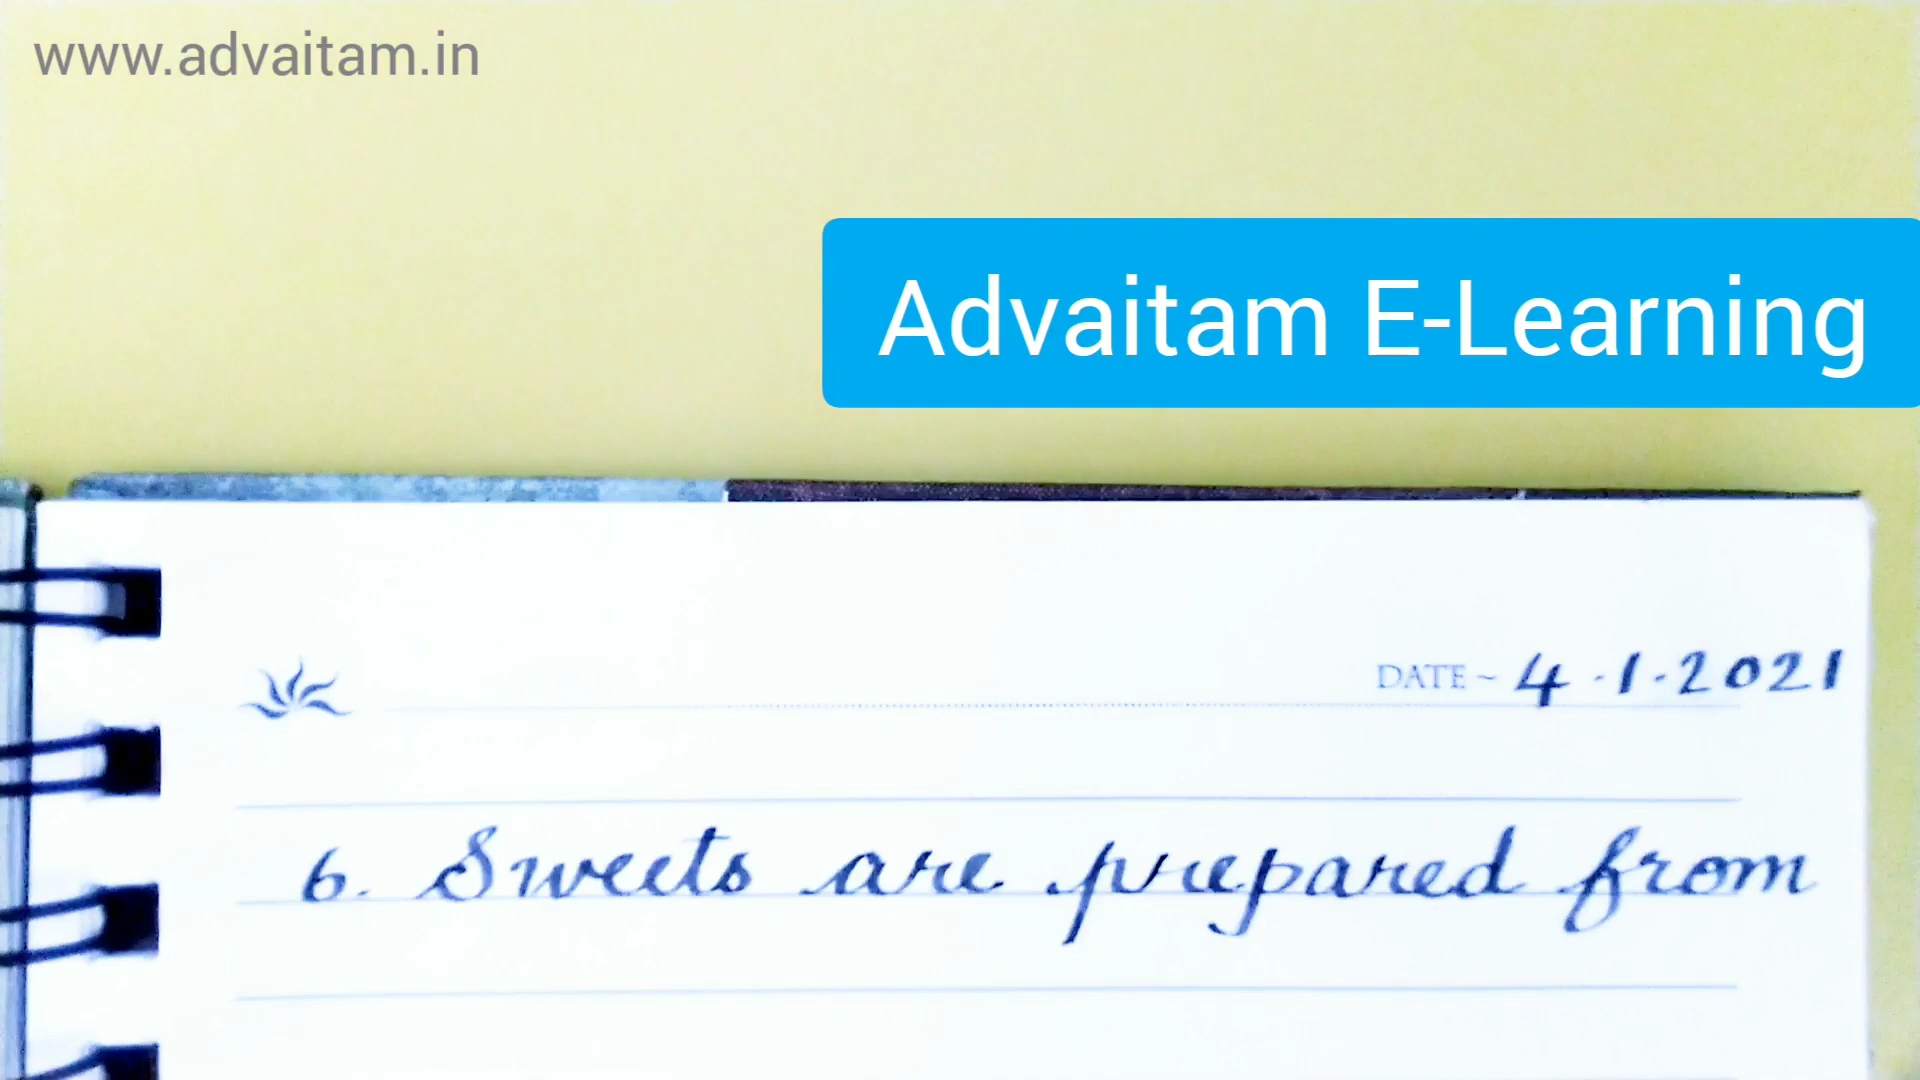 www.advaitam.in
Advaitam E-Learning
DATE ~ 4.1.2021
6. Sweets are prepared from